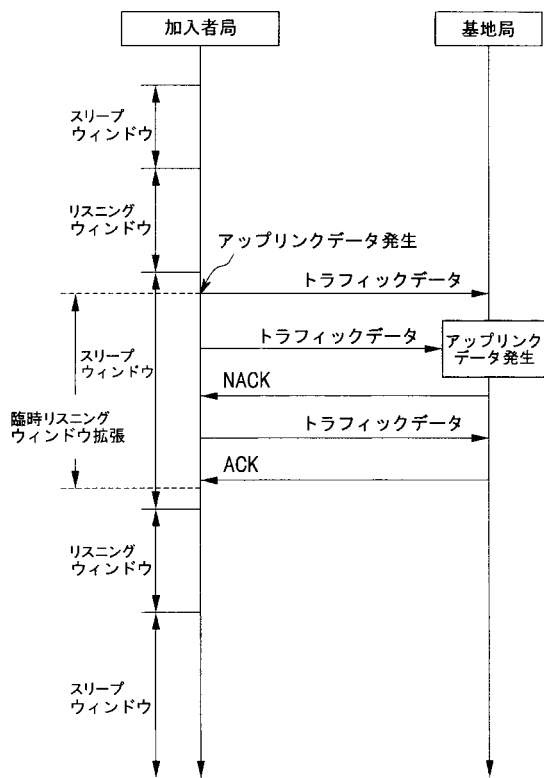 加入者局
基地局
スリープ
ウィンドウ
リスニング
ウィンドウ
アップリンクデータ発生
トラフィックデータ
トラフィックデータ
アップリンク
データ発生
スリープ
ウィンドウ
NACK
臨時リスニング
ウィンドウ拡張
トラフィックデータ
ACK
リスニング
ウィンドウ
スリープ
ウィンドウ